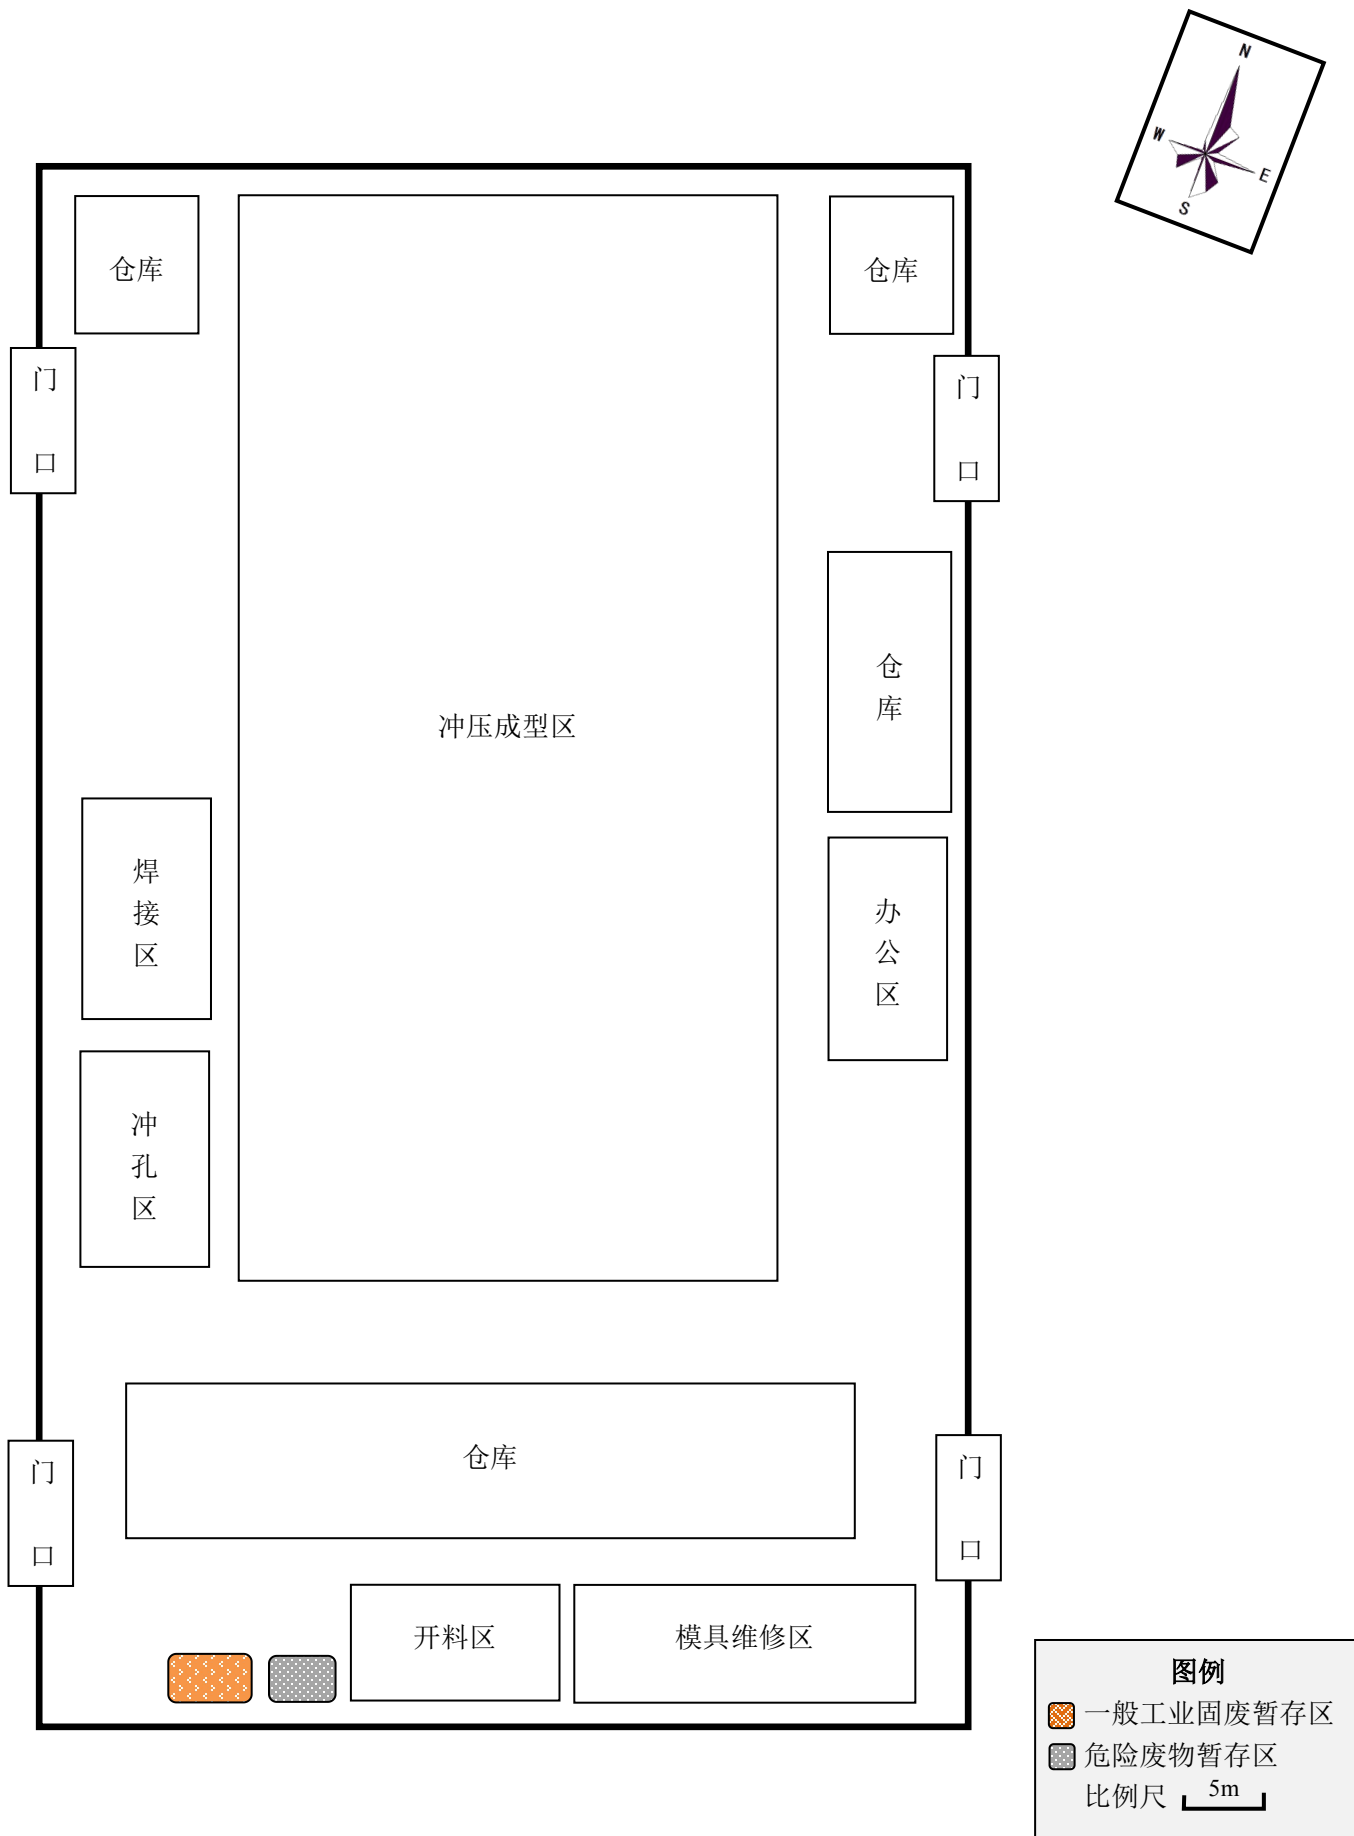 N
W
E
S
仓库
仓库
门
口
门
口
仓
库
冲压成型区
焊
接
区
办
公
区
冲
孔
区
仓库
门
口
门
口
开料区
模具维修区
图例
一般工业固废暂存区
危险废物暂存区
比例尺 5m